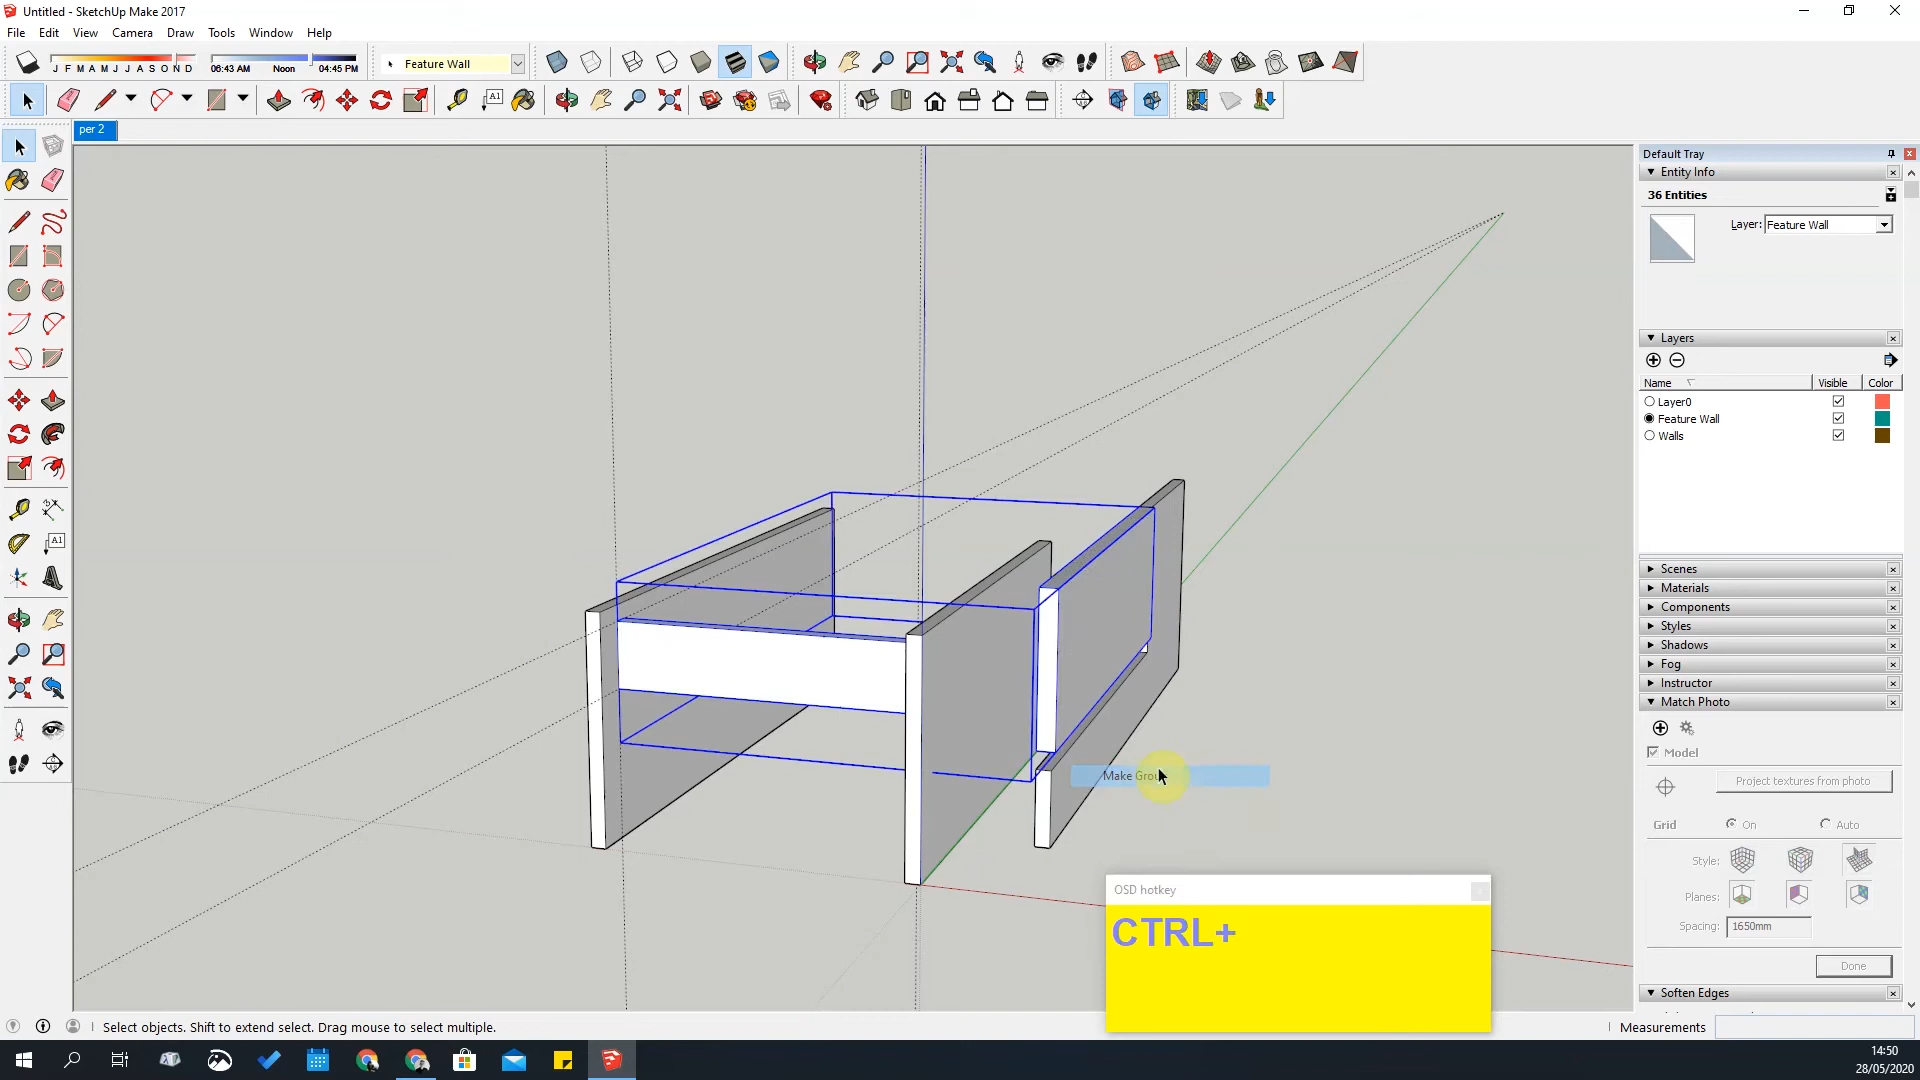 Untitled - SketchUp Make 2017
File Edit View Camera Draw Tools Window Help
J F M A M J J A S O N D 06:43 AM Noon 04:45 PM Feature Wall
A1
per 2
Default Tray
Entity Info
36 Entities
Layer: Feature Wall
Layers
Name Visible Color
Layer0
Feature Wall
Walls
A1
Scenes
Materials
Components
Styles
Shadows
Fog
Instructor
Match Photo
Model
Project textures from photo
Grid On Auto
Style:
Planes:
Spacing: 1650mm
Done
Soften Edges
Make Grou
OSD hotkey
CTRL+
Select objects. Shift to extend select. Drag mouse to select multiple.
Measurements
14:50
28/05/2020